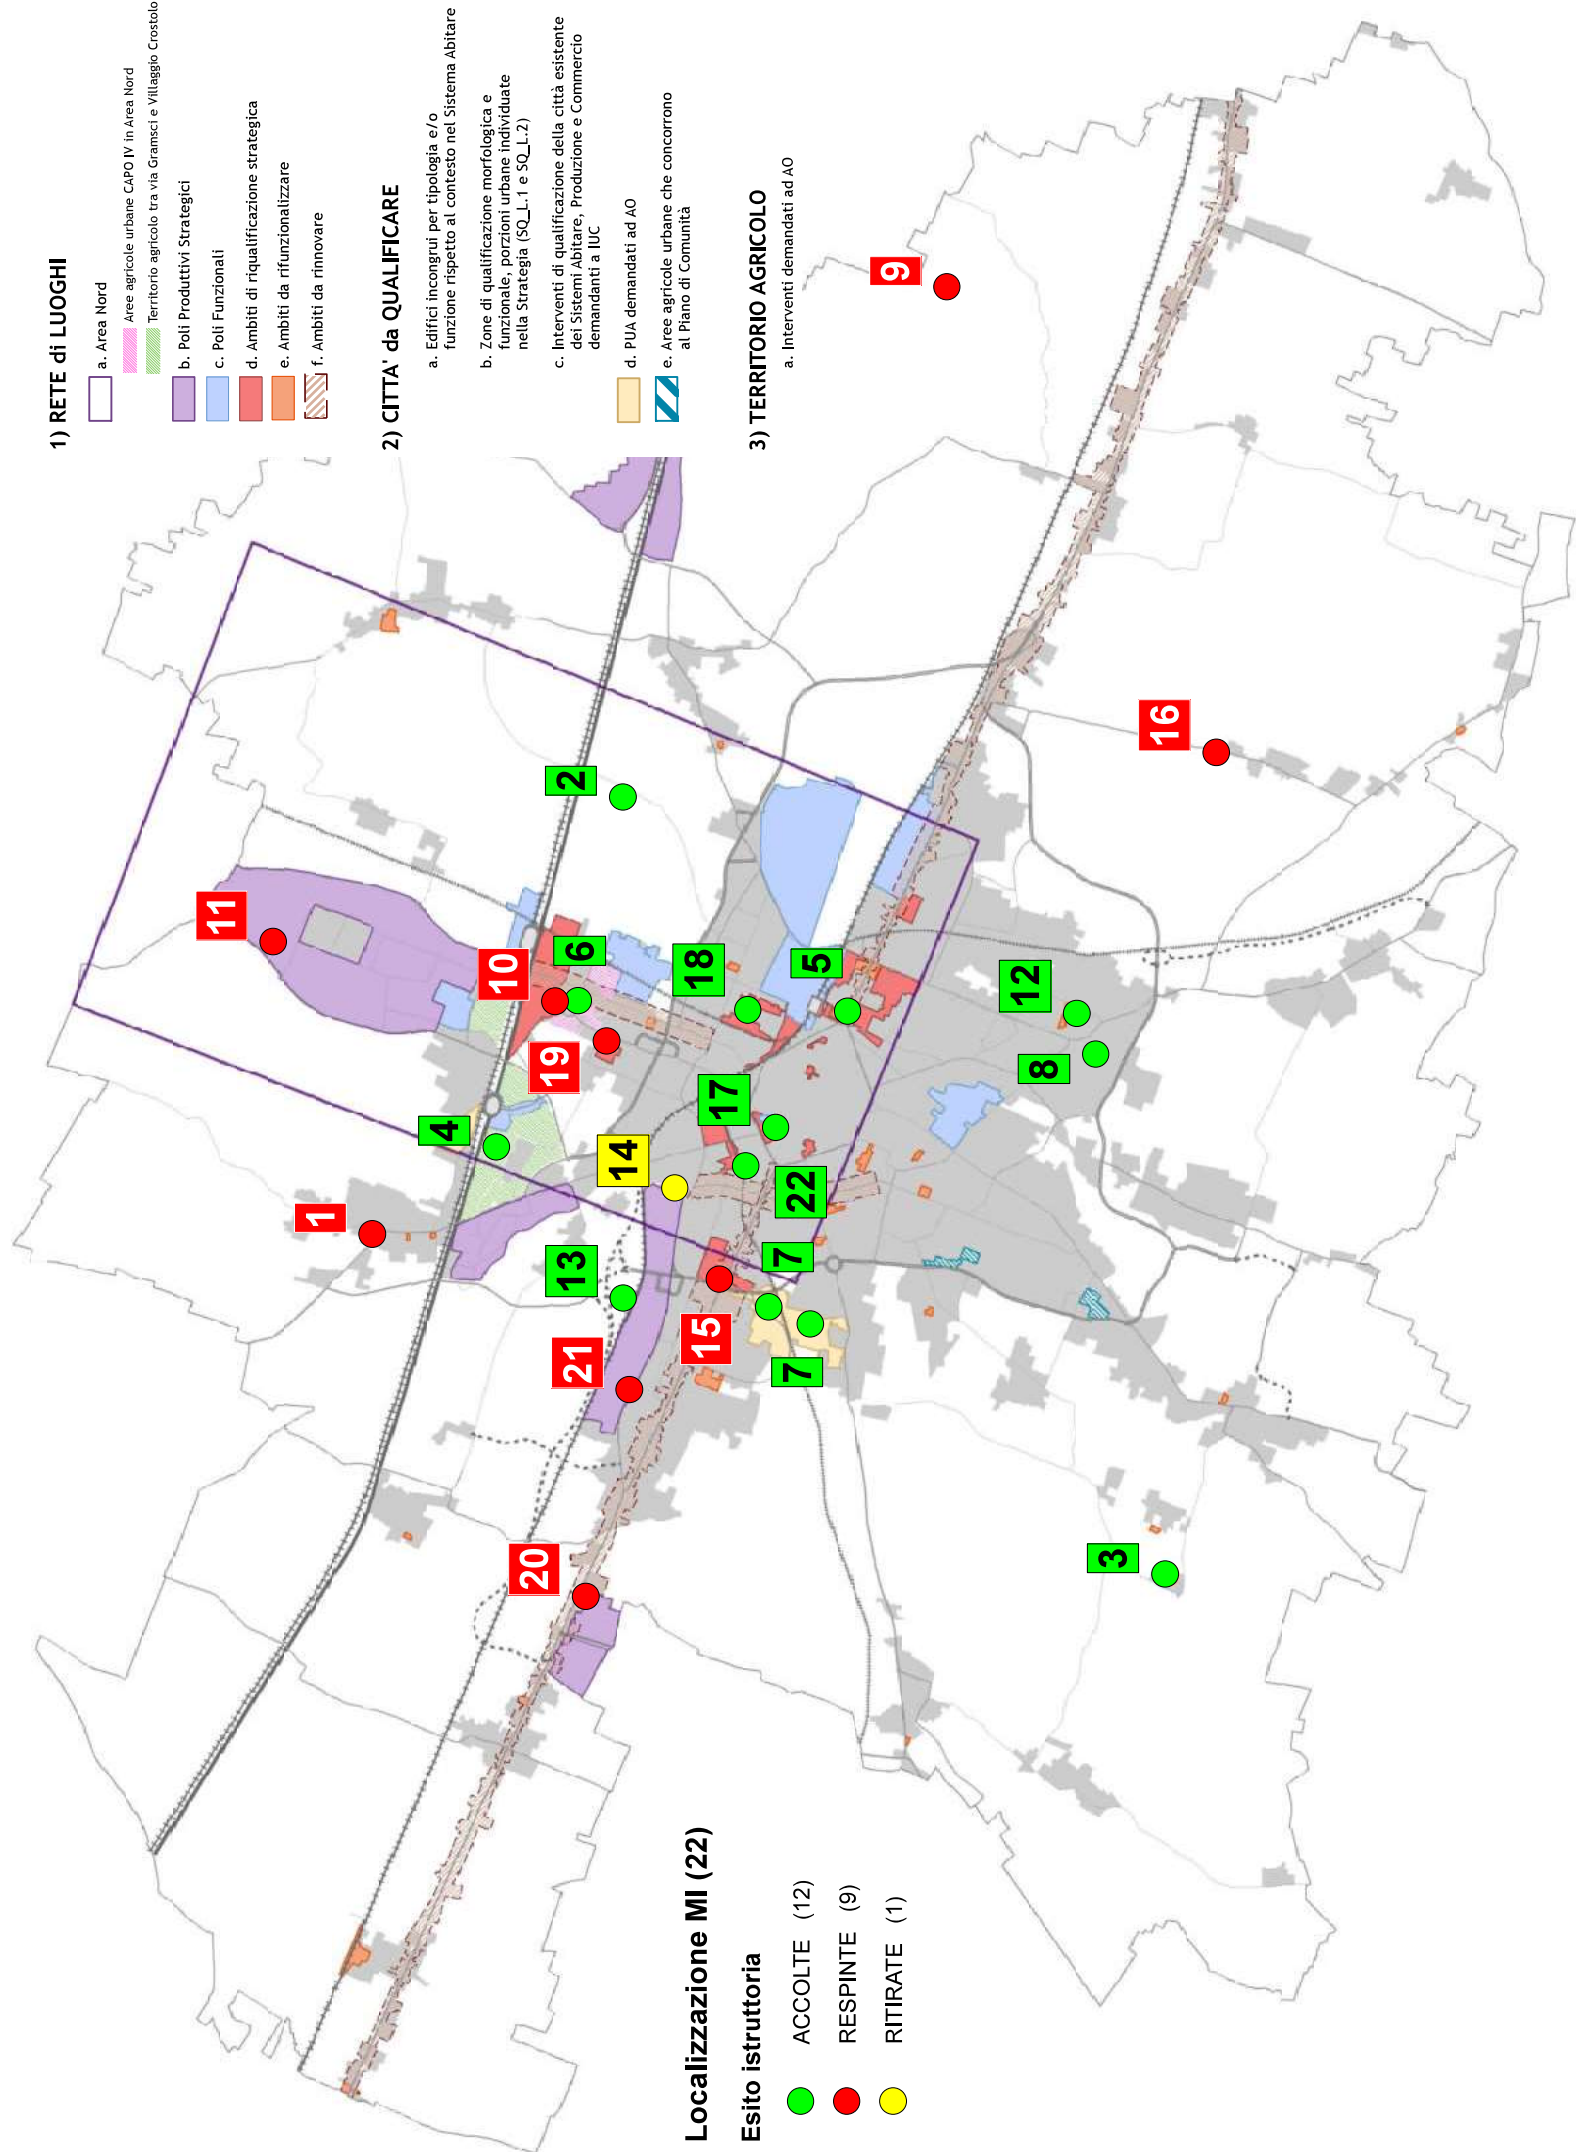 1) RETE di LUOGHI
a. Area Nord
Aree agricole urbane CAPO IV in Area Nord
Territorio agricolo tra via Gramsci e Villaggio Crostolo
b. Poli Produttivi Strategici
c. Poli Funzionali
d. Ambiti di riqualificazione strategica
e. Ambiti da rifunzionalizzare
f. Ambiti da rinnovare
2) CITTA' da QUALIFICARE
a. Edifici incongrui per tipologia e/o
funzione rispetto al contesto nel Sistema Abitare
b. Zone di qualificazione morfologica e
funzionale, porzioni urbane individuate
nella Strategia (SQ_L.1 e SQ_L.2)
c. Interventi di qualificazione della città esistente
dei Sistemi Abitare, Produzione e Commercio
demandanti a IUC
d. PUA demandati ad AO
e. Aree agricole urbane che concorrono
al Piano di Comunità
3) TERRITORIO AGRICOLO
a. Interventi demandati ad AO
Localizzazione MI (22)
Esito istruttoria
ACCOLTE (12)
RESPINTE (9)
RITIRATE (1)
20
1
4
11
10
19
6
2
21
13
14
18
15
17
7
7
22
5
9
3
8
12
16